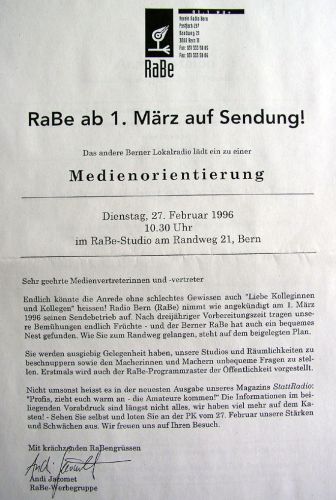 Verein Radio Bern
3000 Bern 11
RaBe
RaBe ab 1. März auf Sendung!
Das andere Berner Lokalradio lädt ein zu einer
Medienorientierung
Dienstag, 27. Februar 1996
10.30 Uhr
im RaBe-Studio am Randweg 21, Bern
Sehr geehrte Medienvertreterinnen und -vertreter
Endlich könnte die Anrede ohne schlechtes Gewissen auch "Liebe Kolleginnen
und Kollegen" heissen! Radio Bern (RaBe) nimmt wie angekündigt am 1. März
1996 seinen Sendebetrieb auf. Nach dreijähriger Vorbereitungszeit tragen unse-
re Bemühungen endlich Früchte - und der Berner RaBe hat auch ein bequemes
Nest gefunden. Wie Sie zum Randweg gelangen, steht auf dem beigelegten Plan.
Sie werden ausgiebig Gelegenheit haben, unsere Studios und Räumlichkeiten zu
beschnuppern sowie den Macherinnen und Machern unbequeme Fragen zu stel-
len. Erstmals wird auch der RaBe-Programmraster der Öffentlichkeit vorgestellt.
Nicht umsonst heisst es in der neuesten Ausgabe unseres Magazins StattRadio:
"Profis, zieht euch warm an - die Amateure kommen!" Die Informationen im bei-
liegenden Vorabdruck sind längst nicht alles, wir haben viel mehr auf dem Ka-
sten! - Sehen Sie selbst und loten Sie an der PK vom 27. Februar unsere Stärken
und Schwächen aus. Wir freuen uns auf Ihren Besuch.
Mit krächzenden RaBengrüssen
Andi Jacomet
RaBe-Werbegruppe